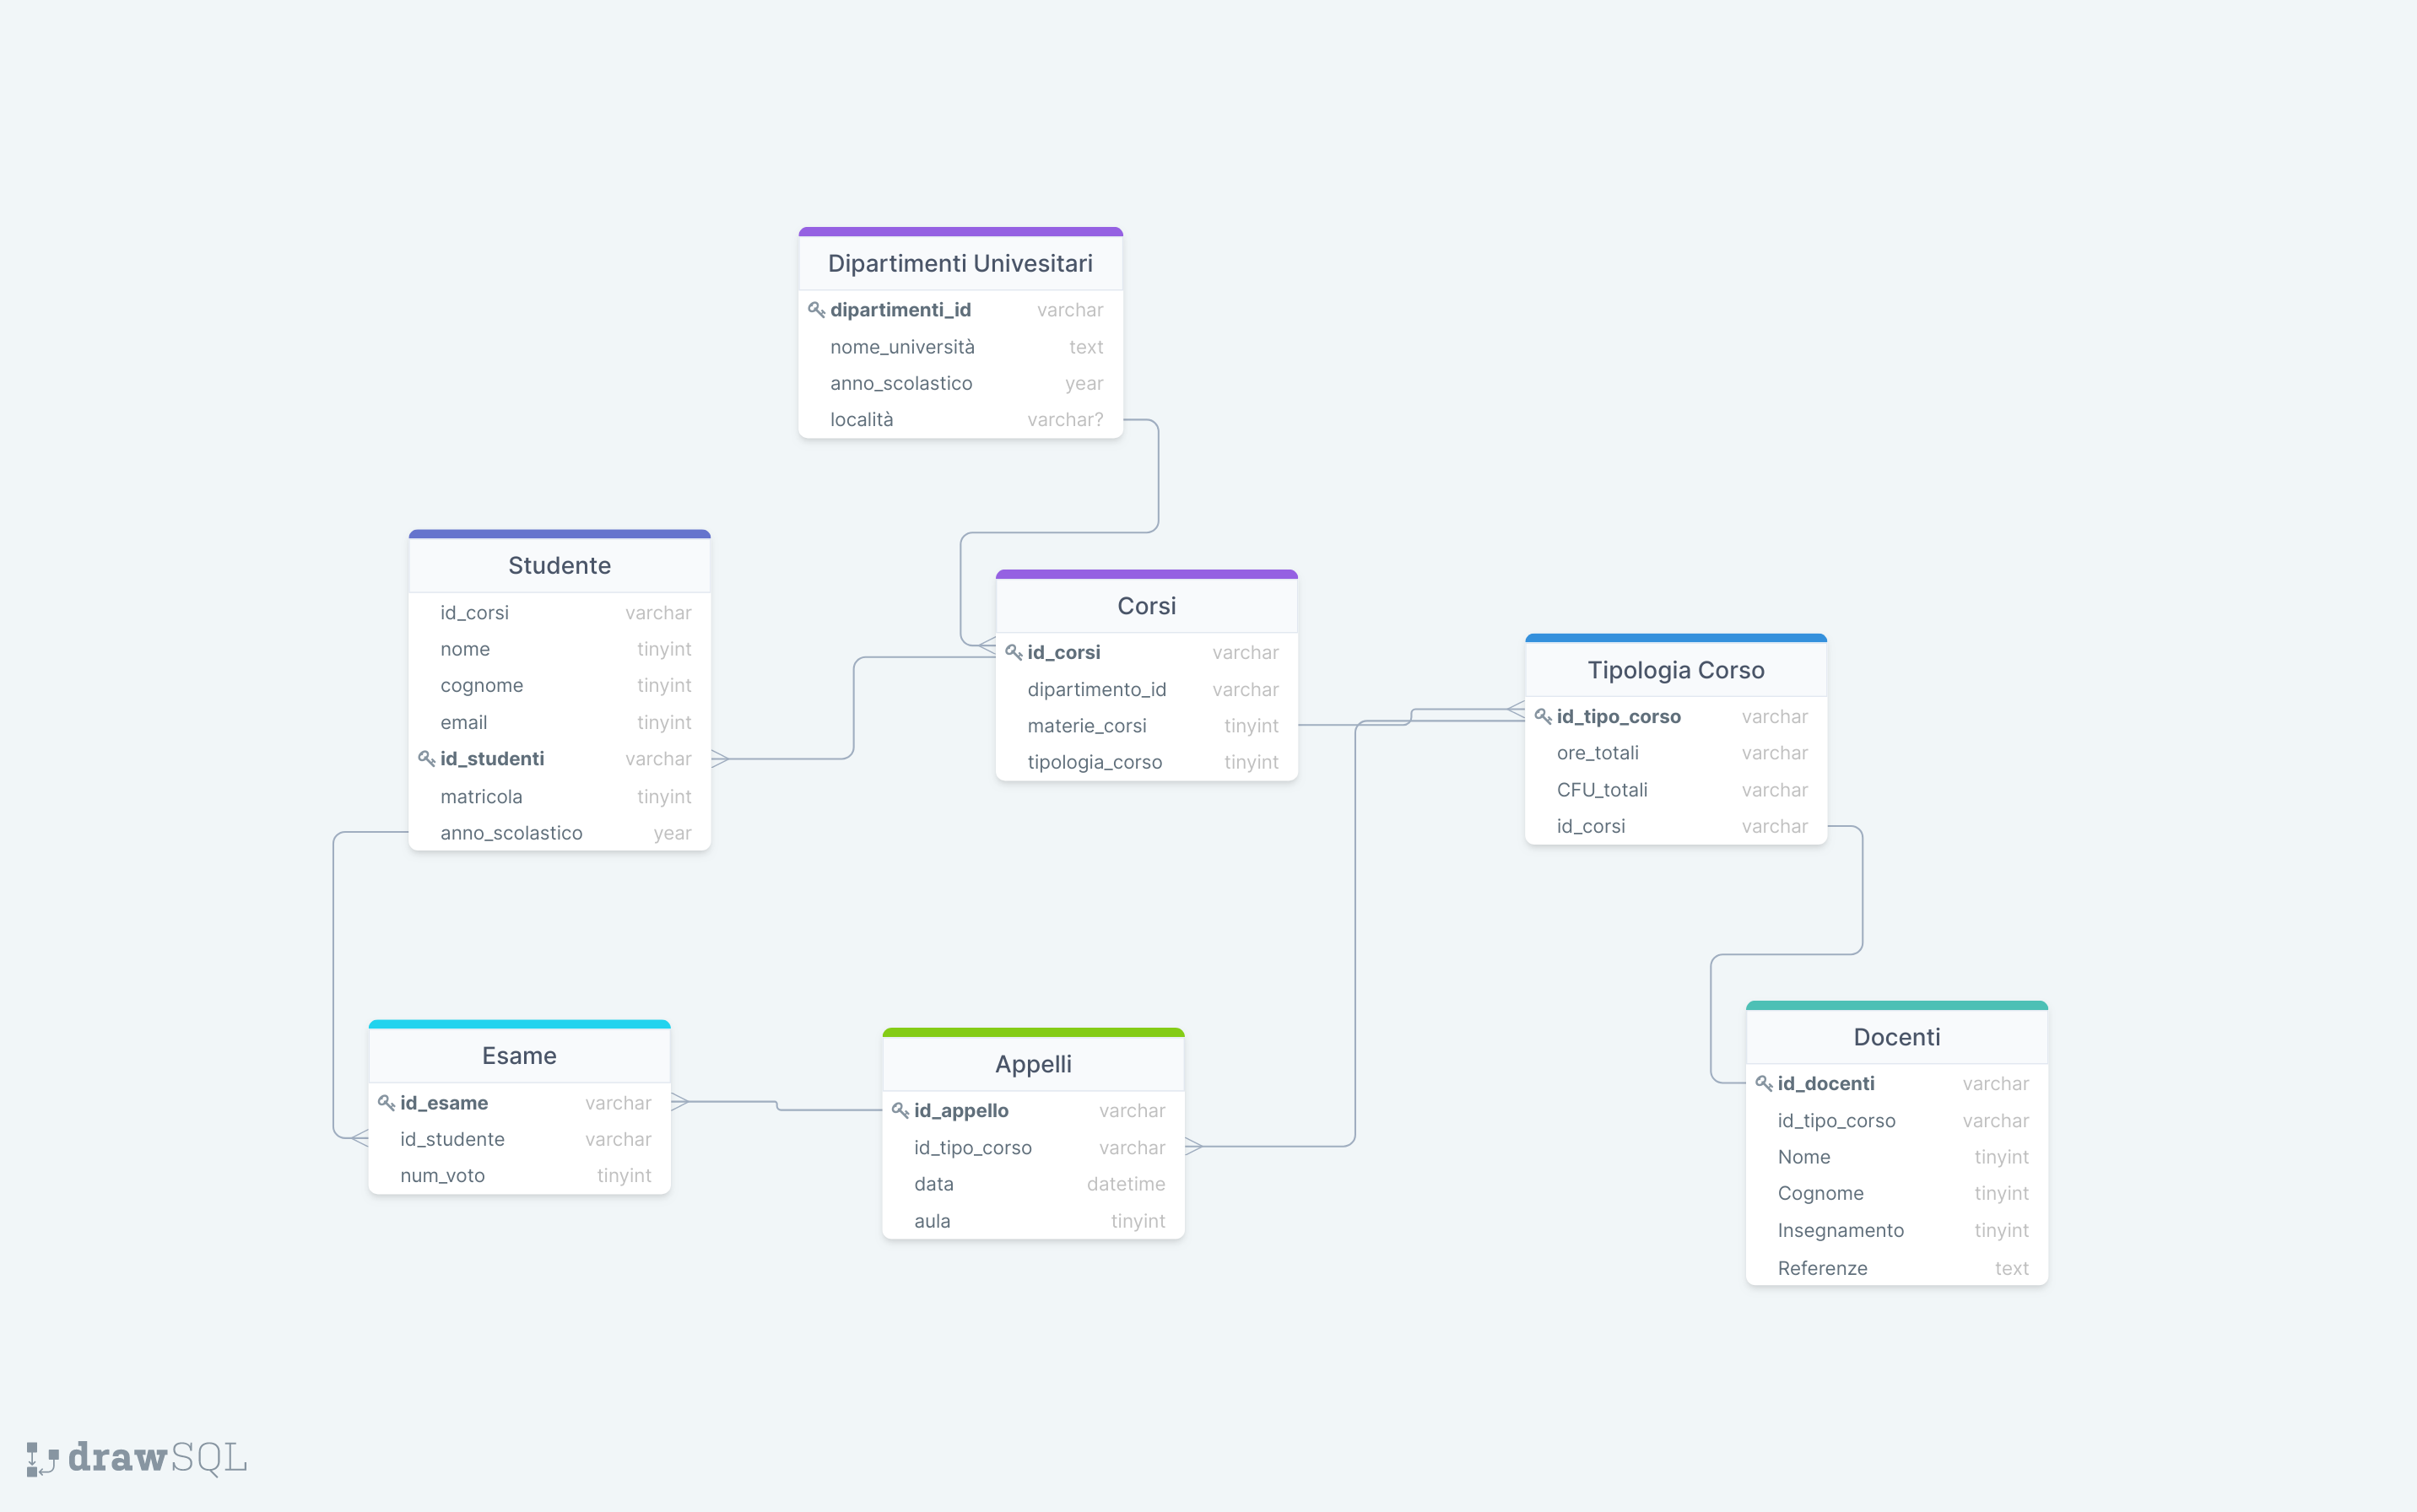 Dipartimenti Univesitari
dipartimenti_id varchar
nome_università text
anno_scolastico year
località varchar?
Studente
id_corsi varchar
nome tinyint
cognome tinyint
email tinyint
id_studenti varchar
matricola tinyint
anno_scolastico year
Corsi
id_corsi varchar
dipartimento_id varchar
materie_corsi tinyint
tipologia_corso tinyint
Tipologia Corso
id_tipo_corso varchar
ore_totali varchar
CFU_totali varchar
id_corsi varchar
Esame
id_esame varchar
id_studente varchar
num_voto tinyint
Appelli
id_appello varchar
id_tipo_corso varchar
data datetime
aula tinyint
Docenti
id_docenti varchar
id_tipo_corso varchar
Nome tinyint
Cognome tinyint
Insegnamento tinyint
Referenze text
drawSQL